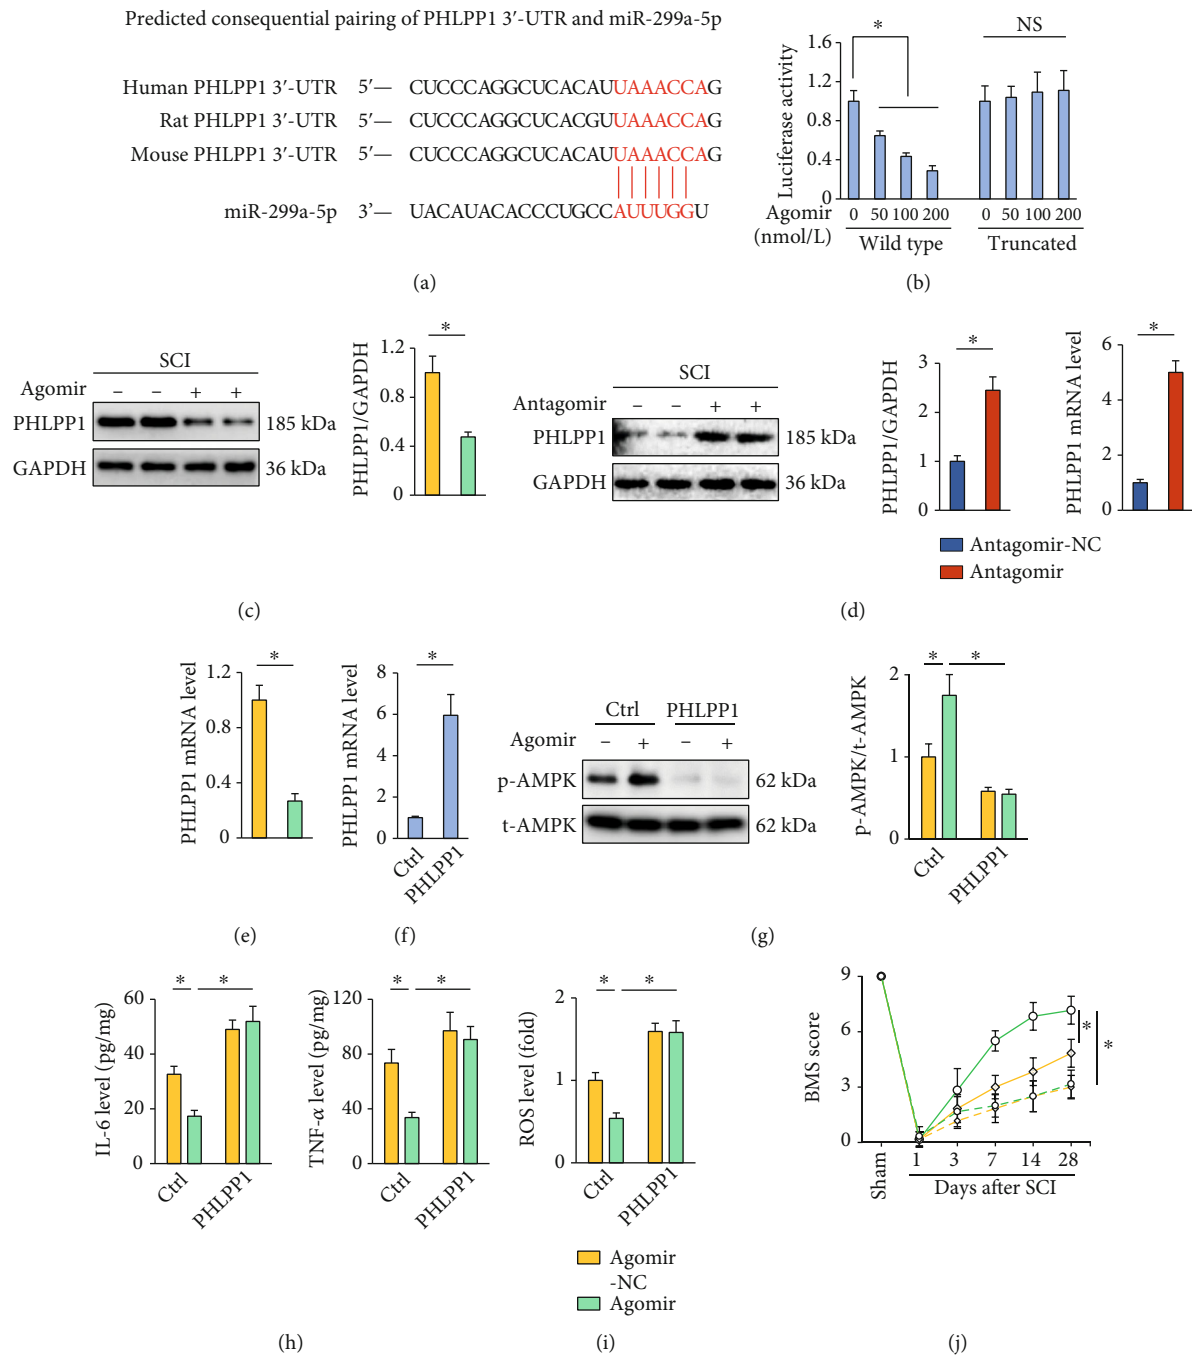 Predicted consequential pairing of PHLPP1 3′-UTR and miR-299a-5p
Human PHLPP1 3′-UTR 5′— CUCCCAGGCUCACAUUAAACCAG
Rat PHLPP1 3′-UTR 5′— CUCCCAGGCUCACGUUAAACCAG
Mouse PHLPP1 3′-UTR 5′— CUCCCAGGCUCACAUUAAACCAG
miR-299a-5p 3′— UACAUACACCCUGCCAUUUGGU
(a)
Luciferase activity
1.6
1.2
0.8
0.4
0
* NS
Agomir 0 50 100 200 0 50 100 200
(nmol/L) Wild type Truncated
(b)
SCI
Agomir − − + +
PHLPP1 185 kDa
GAPDH 36 kDa
PHLPP1/GAPDH
1.2
0.8
0.4
0
*
(c)
SCI
Antagomir − − + +
PHLPP1 185 kDa
GAPDH 36 kDa
PHLPP1/GAPDH
3
2
1
0
*
PHLPP1 mRNA level
6
4
2
0
*
Antagomir-NC
Antagomir
(d)
PHLPP1 mRNA level
1.2
0.8
0.4
0
*
(e)
PHLPP1 mRNA level
8
6
4
2
0
*
Ctrl PHLPP1
(f)
Ctrl PHLPP1
Agomir − + − +
p-AMPK 62 kDa
t-AMPK 62 kDa
p-AMPK/t-AMPK
2
1
0
* *
Ctrl PHLPP1
(g)
IL-6 level (pg/mg)
60
40
20
0
* *
Ctrl PHLPP1
TNF-α level (pg/mg)
120
80
40
0
* *
Ctrl PHLPP1
(h)
ROS level (fold)
2
1
0
* *
Ctrl PHLPP1
Agomir
-NC
Agomir
(i)
BMS score
9
6
3
0
* *
Sham 1 3 7 14 28
Days after SCI
(j)